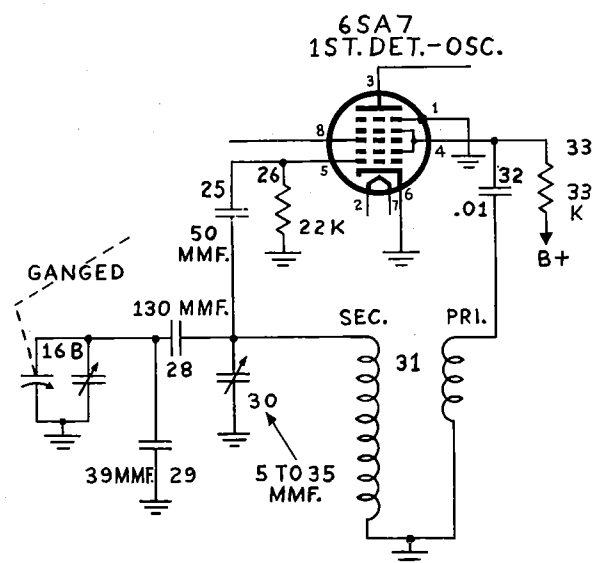 6SA7
1ST. DET.-OSC.
3
1
8
4
5
6
2
7
33
33
K
B+
32
.01
26
25
22K
50
MMF.
GANGED
130 MMF.
SEC.
PRI.
16B
28
31
30
39MMF.
29
5 TO 35
MMF.